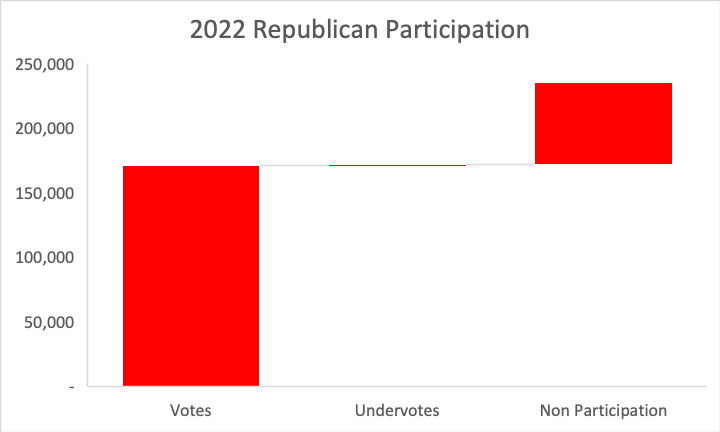 2022 Republican Participation
250,000
200,000
150,000
100,000
50,000
-
Votes
Undervotes
Non Participation